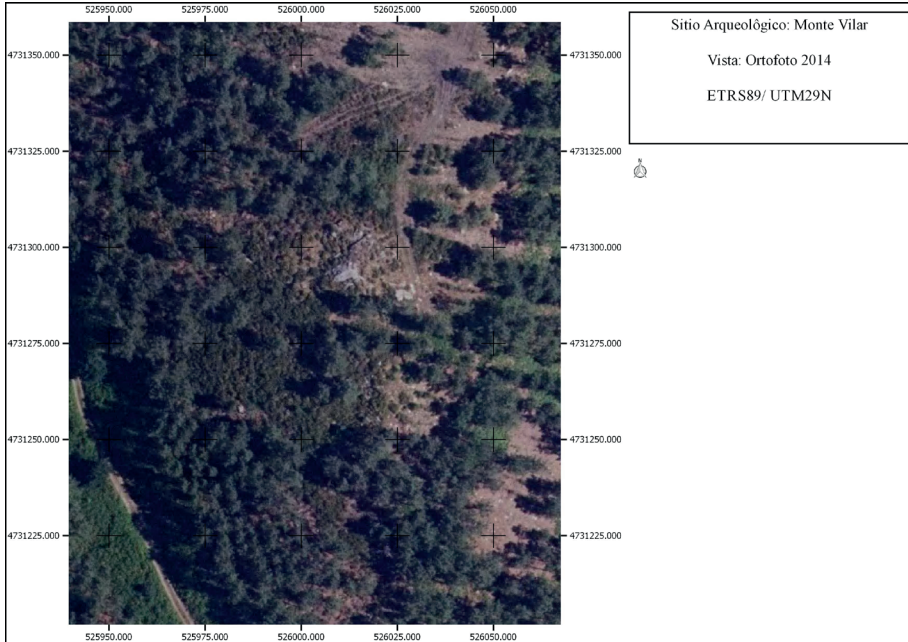 525950.000 525975.000 526000.000 526025.000 526050.000
Sitio Arqueológico: Monte Vilar
Vista: Ortofoto 2014
ETRS89/ UTM29N
N
4731350.000 4731350.000
4731325.000 4731325.000
4731300.000 4731300.000
4731275.000 4731275.000
4731250.000 4731250.000
4731225.000 4731225.000
525950.000 525975.000 526000.000 526025.000 526050.000